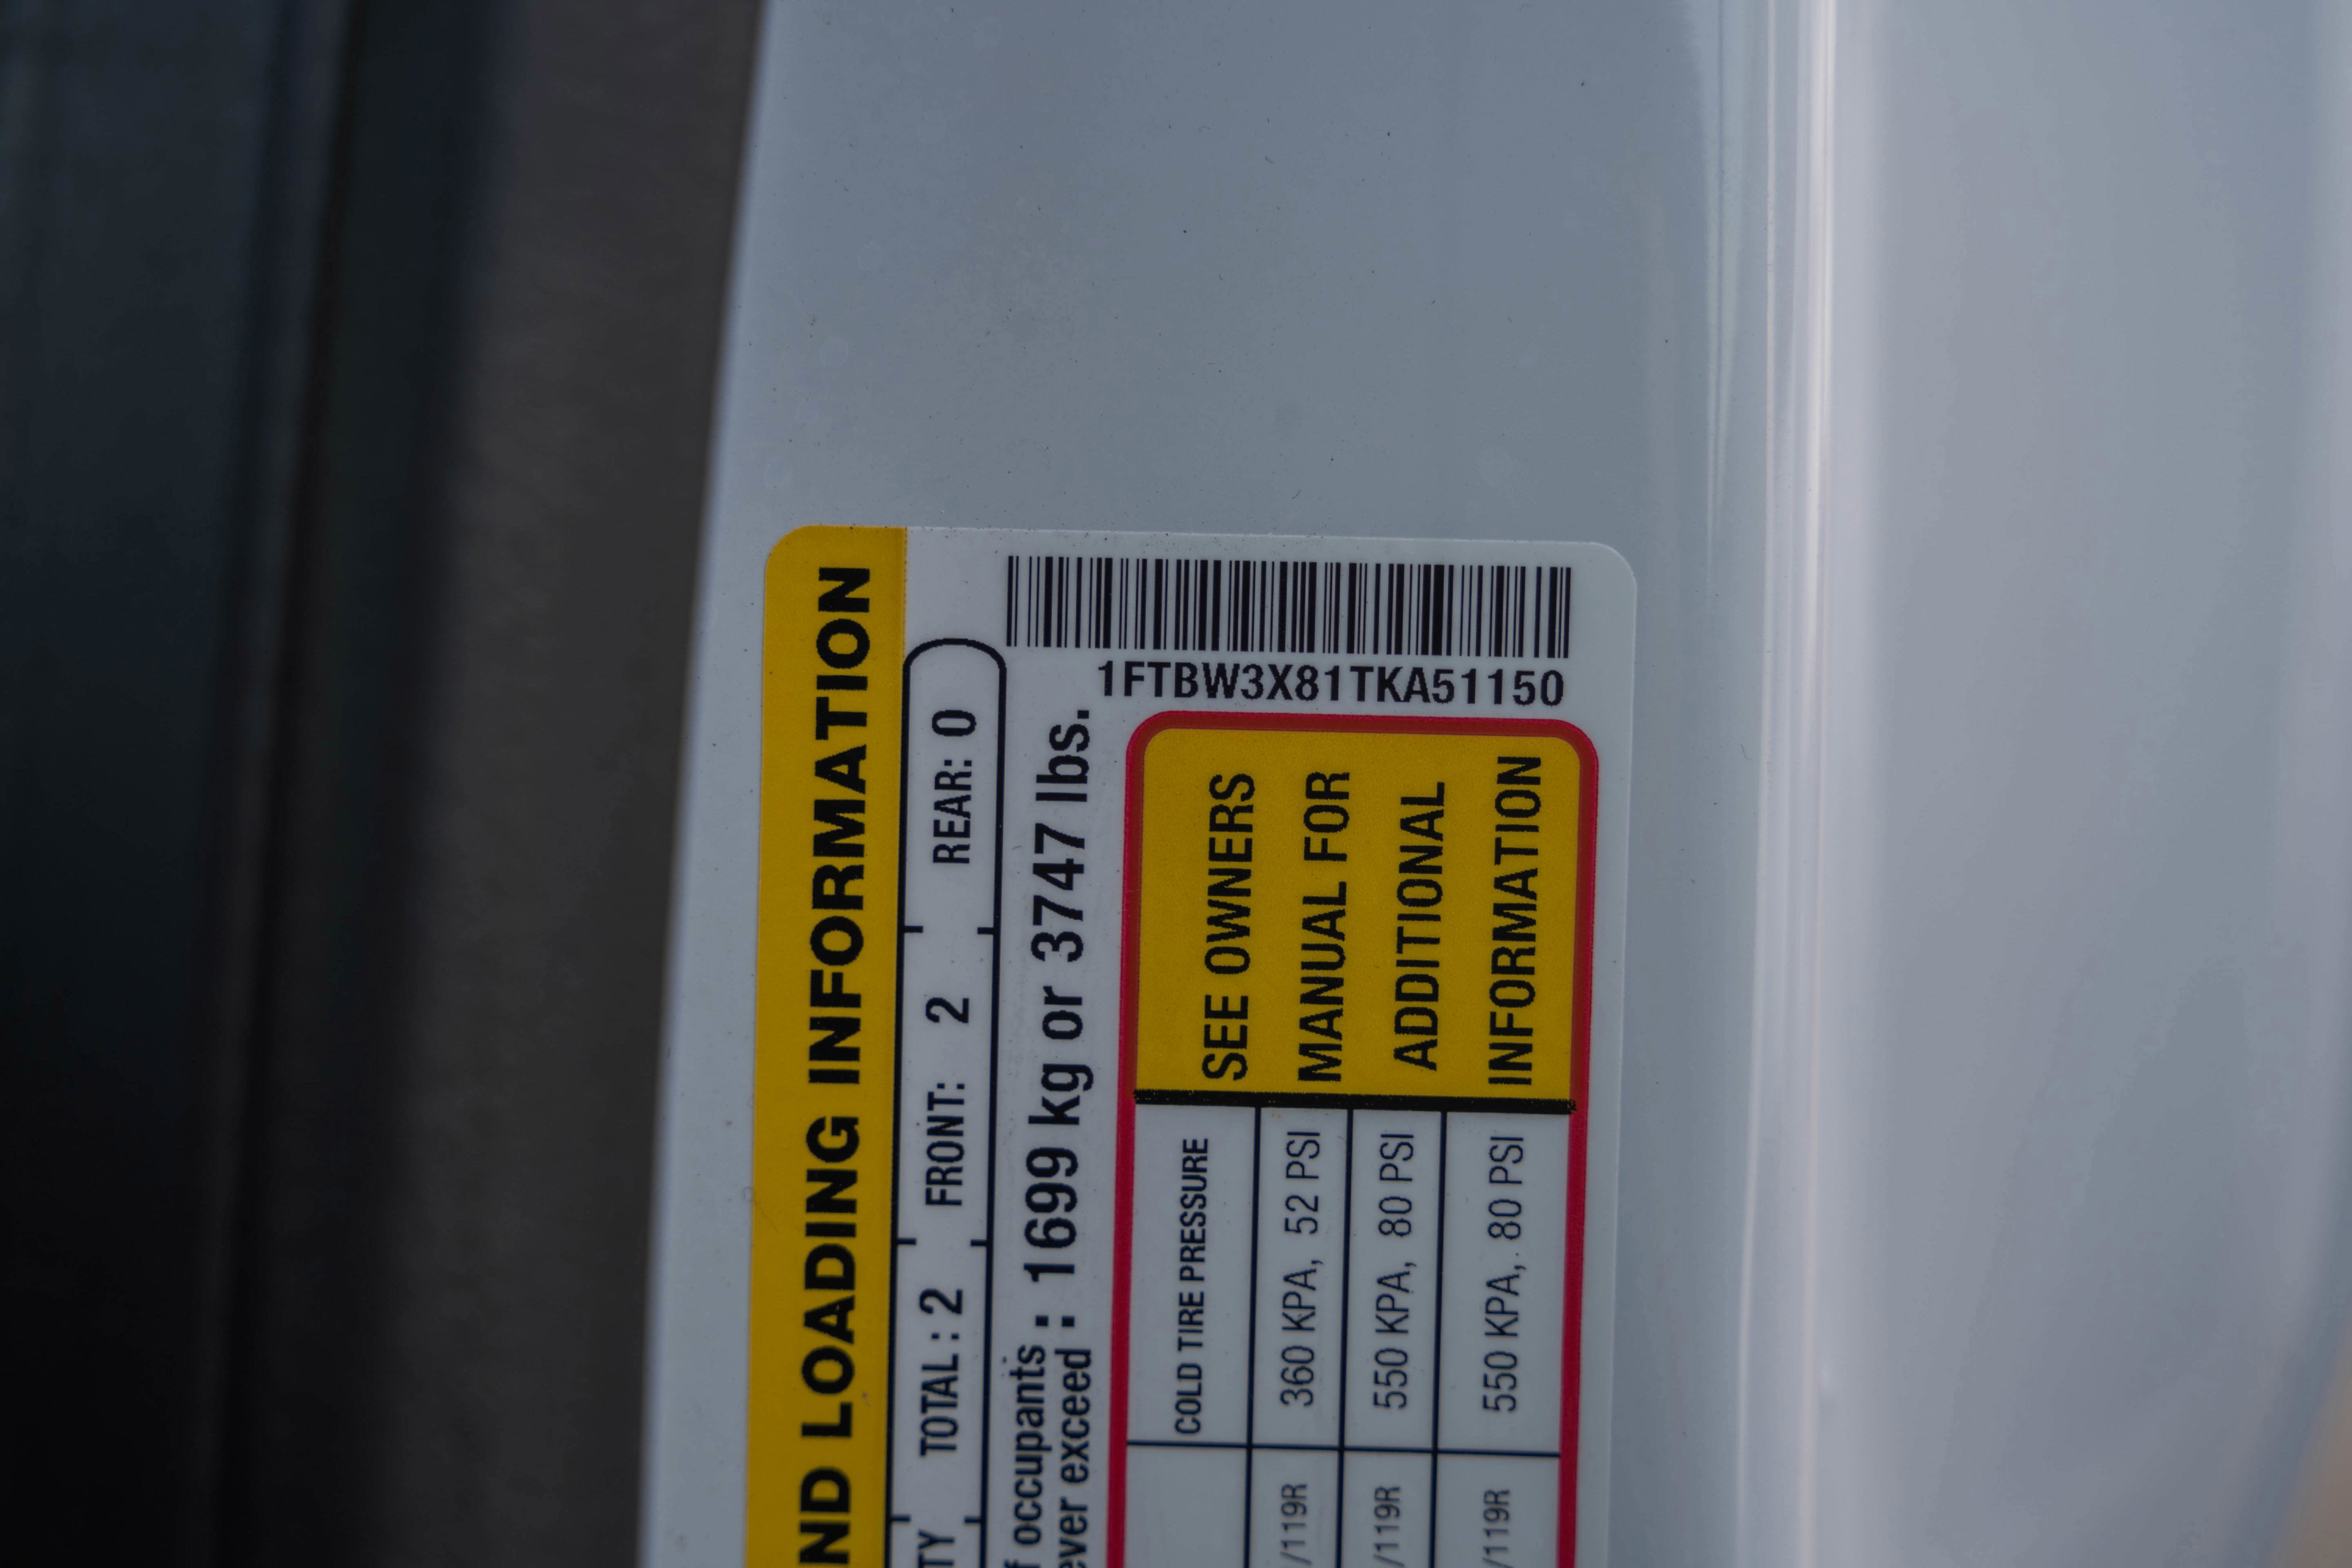 ND LOADING INFORMATION
TY TOTAL : 2 FRONT: 2 REAR: 0
f occupants :
ever exceed : 1699 kg or 3747 lbs.
1FTBW3X81TKA51150
COLD TIRE PRESSURE
/119R 360 KPA, 52 PSI
/119R 550 KPA, 80 PSI
/119R 550 KPA, 80 PSI
SEE OWNERS
MANUAL FOR
ADDITIONAL
INFORMATION